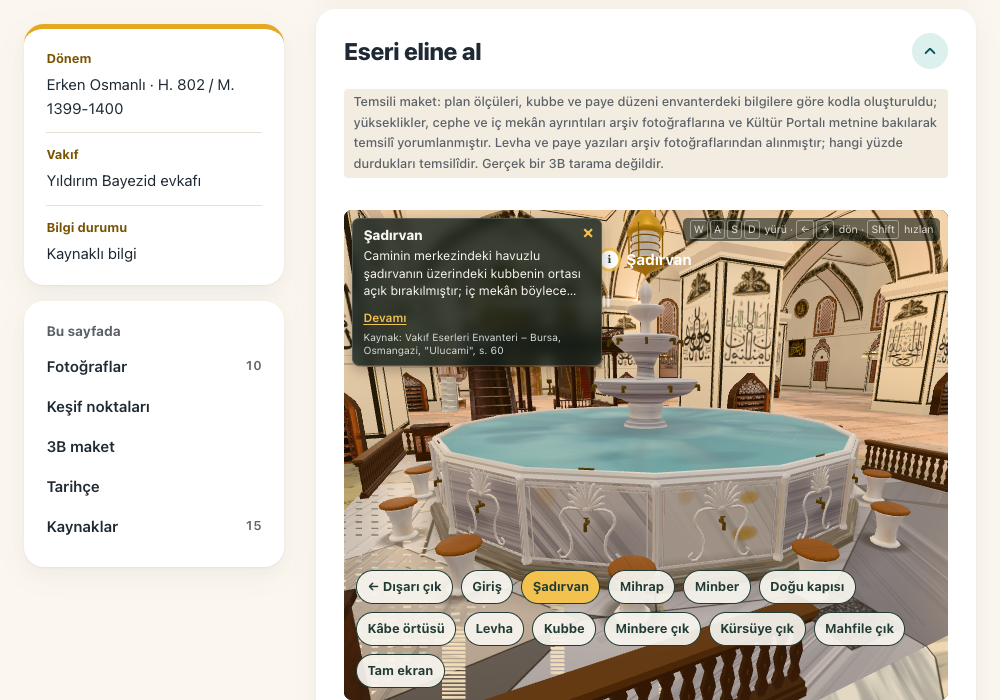 Dönem
Erken Osmanlı · H. 802 / M.
1399-1400
Vakıf
Yıldırım Bayezid evkafı
Bilgi durumu
Kaynaklı bilgi
Bu sayfada
Fotoğraflar 10
Keşif noktaları
3B maket
Tarihçe
Kaynaklar 15
Eseri eline al
Temsili maket: plan ölçüleri, kubbe ve paye düzeni envanterdeki bilgilere göre kodla oluşturuldu;
yükseklikler, cephe ve iç mekân ayrıntıları arşiv fotoğraflarına ve Kültür Portalı metnine bakılarak
temsilî yorumlanmıştır. Levha ve paye yazıları arşiv fotoğraflarından alınmıştır; hangi yüzde
durdukları temsilîdir. Gerçek bir 3B tarama değildir.
Şadırvan ×
Caminin merkezindeki havuzlu
şadırvanın üzerindeki kubbenin ortası
açık bırakılmıştır; iç mekân böylece...
Devamı
Kaynak: Vakıf Eserleri Envanteri – Bursa,
Osmangazi, "Ulucami", s. 60
W A S D yürü · ← → dön · Shift hızlan
i Şadırvan
← Dışarı çık Giriş Şadırvan Mihrap Minber Doğu kapısı
Kâbe örtüsü Levha Kubbe Minbere çık Kürsüye çık Mahfile çık
Tam ekran